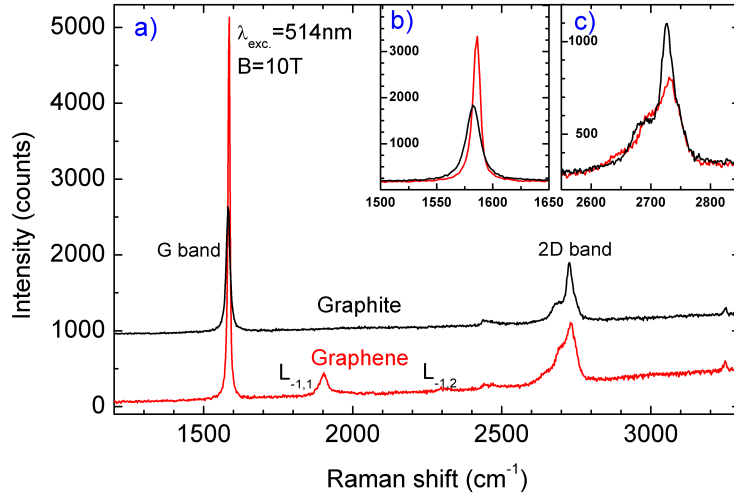 a)
λexc.=514nm
B=10T
b)
c)
5000
4000
3000
2000
1000
0
Intensity (counts)
3000
2000
1000
1500 1550 1600 1650
1000
500
2600 2700 2800
G band
2D band
Graphite
Graphene
L-1,1
L-1,2
1500 2000 2500 3000
Raman shift (cm-1)